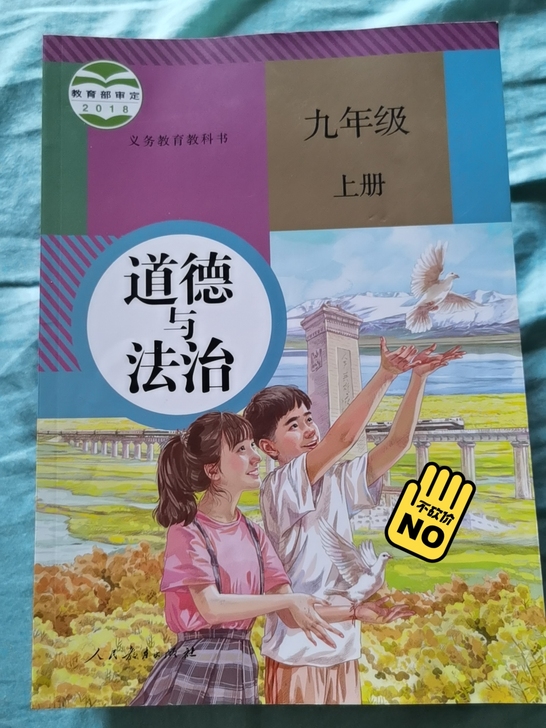 教育部审定
2018
义务教育教科书
九年级
上册
道德
与
法治
不砍价
NO
人民教育出版社